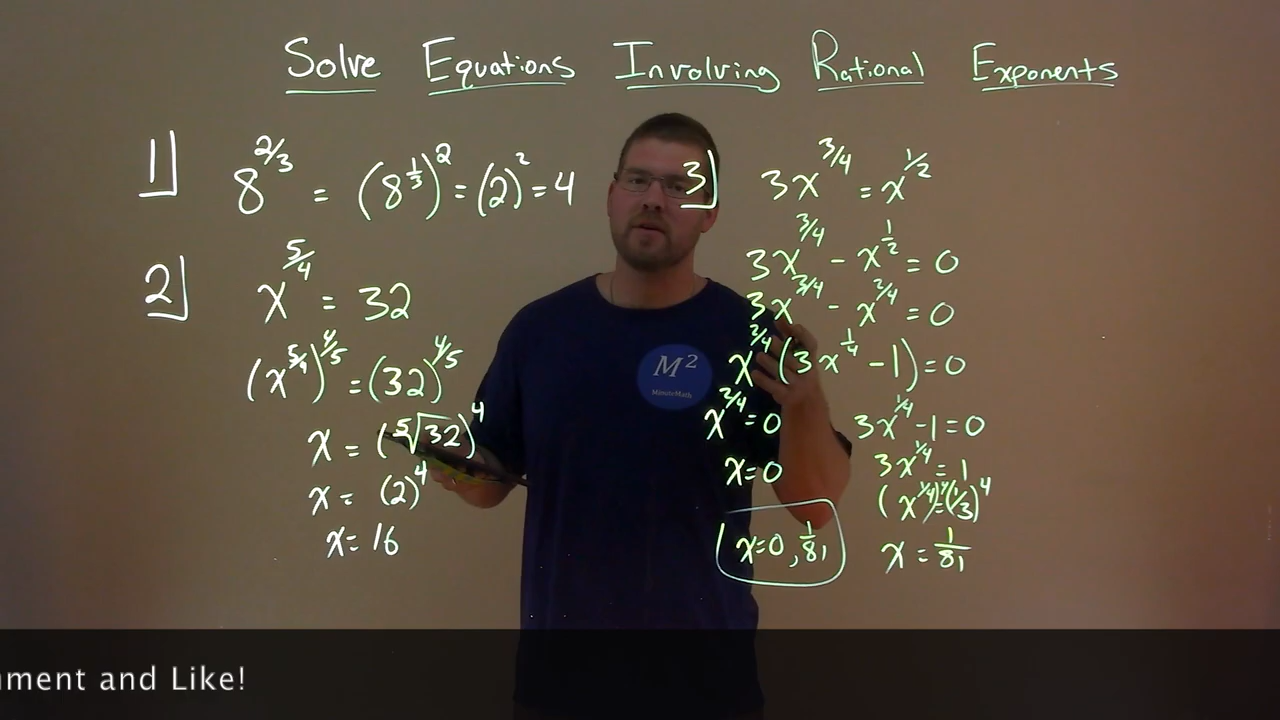 Solve Equations Involving Rational Exponents
1] 8^{2/3} = (8^{1/3})^2 = (2)^2 = 4
2] x^{5/4} = 32
(x^{5/4})^{4/5} = (32)^{4/5}
x = (⁵√32)^4
x = (2)^4
x = 16
3] 3x^{3/4} = x^{1/2}
3x^{3/4} - x^{1/2} = 0
3x^{3/4} - x^{2/4} = 0
x^{2/4}(3x^{1/4} - 1) = 0
x^{2/4} = 0 3x^{1/4} - 1 = 0
x = 0 3x^{1/4} = 1
(x^{1/4})^4 = (1/3)^4
x = 0, 1/81 x = 1/81
M²
MinuteMath
ment and Like!